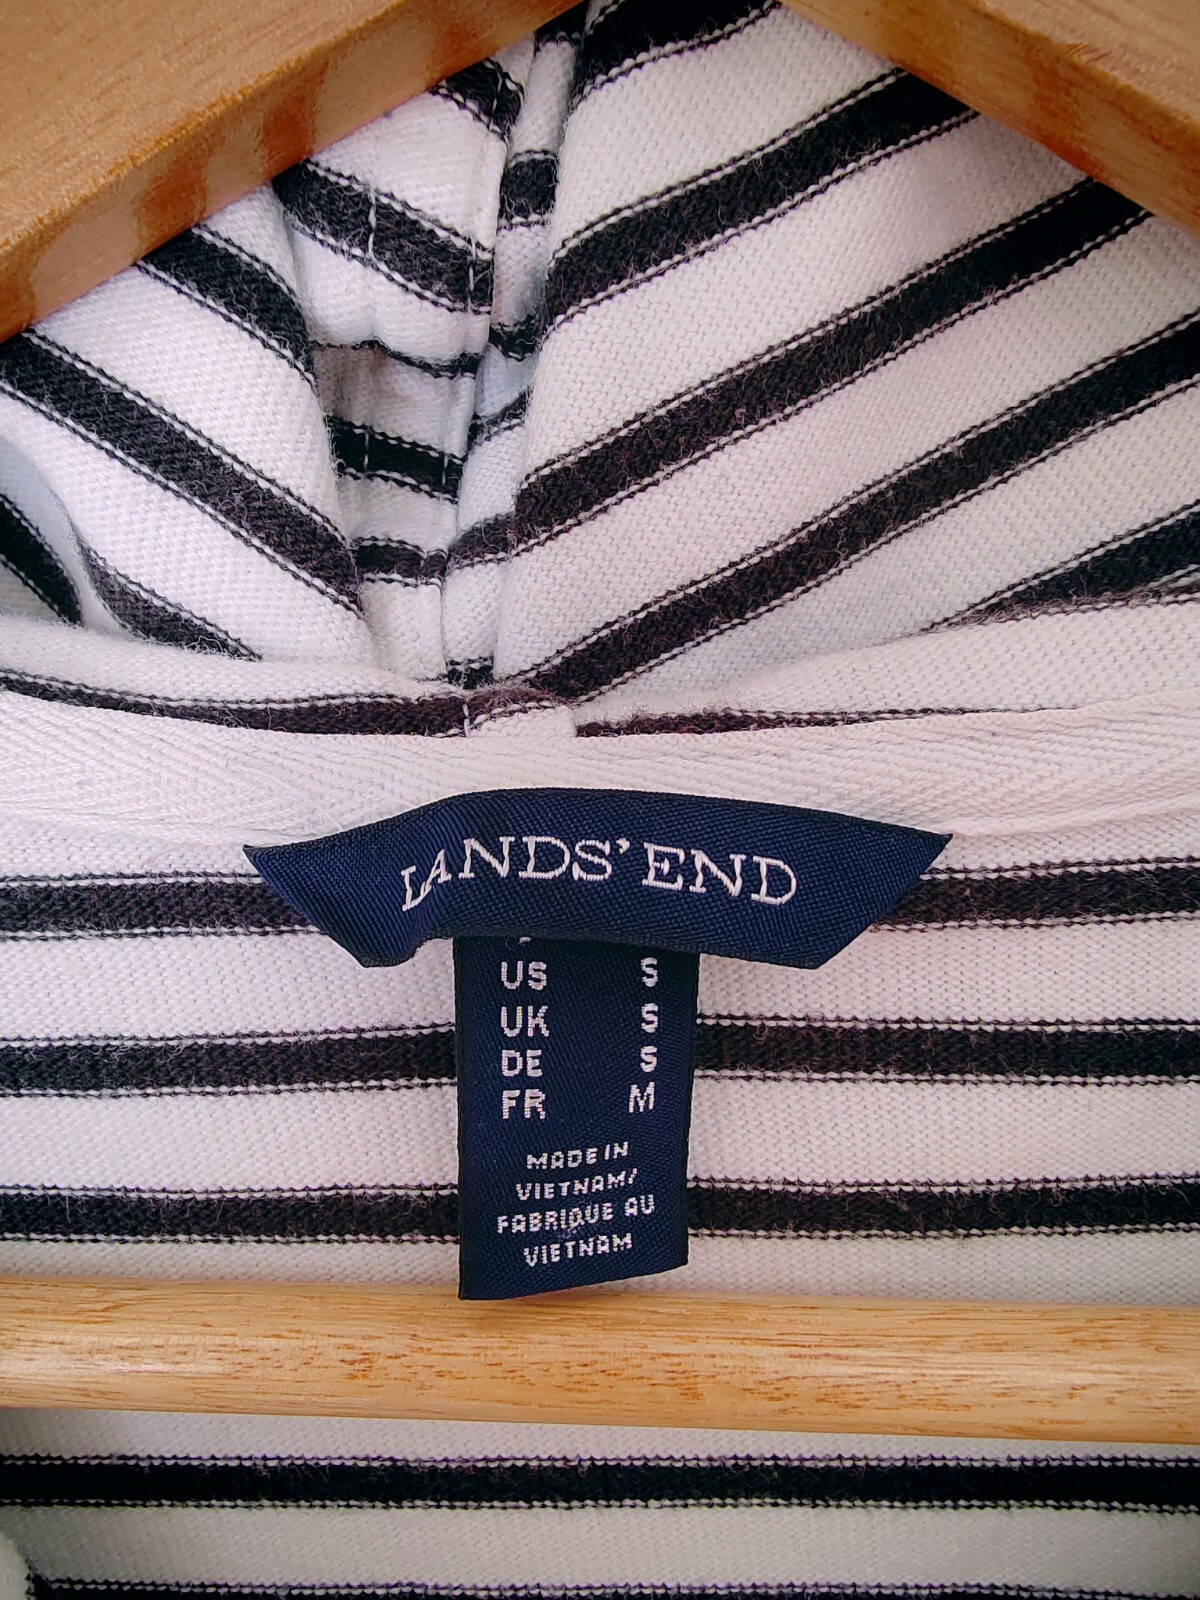 LANDS' END
US S
UK S
DE S
FR M
MADE IN
VIETNAM/
FABRIQUE AU
VIETNAM